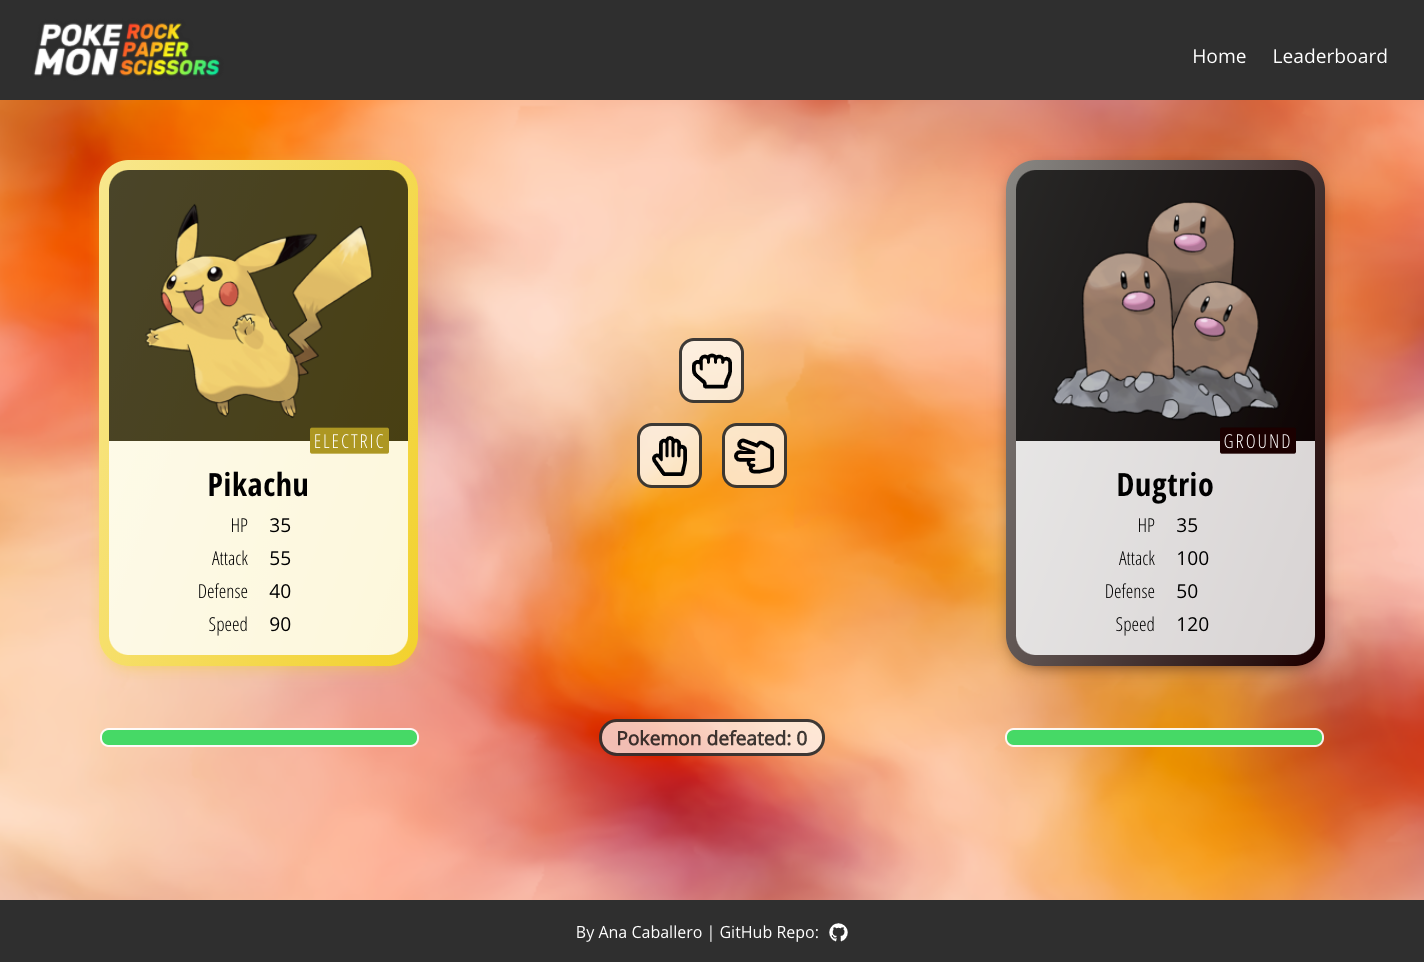 POKE
MON
ROCK
PAPER
SCISSORS
Home
Leaderboard
ELECTRIC
Pikachu
HP 35
Attack 55
Defense 40
Speed 90
GROUND
Dugtrio
HP 35
Attack 100
Defense 50
Speed 120
Pokemon defeated: 0
By Ana Caballero | GitHub Repo: